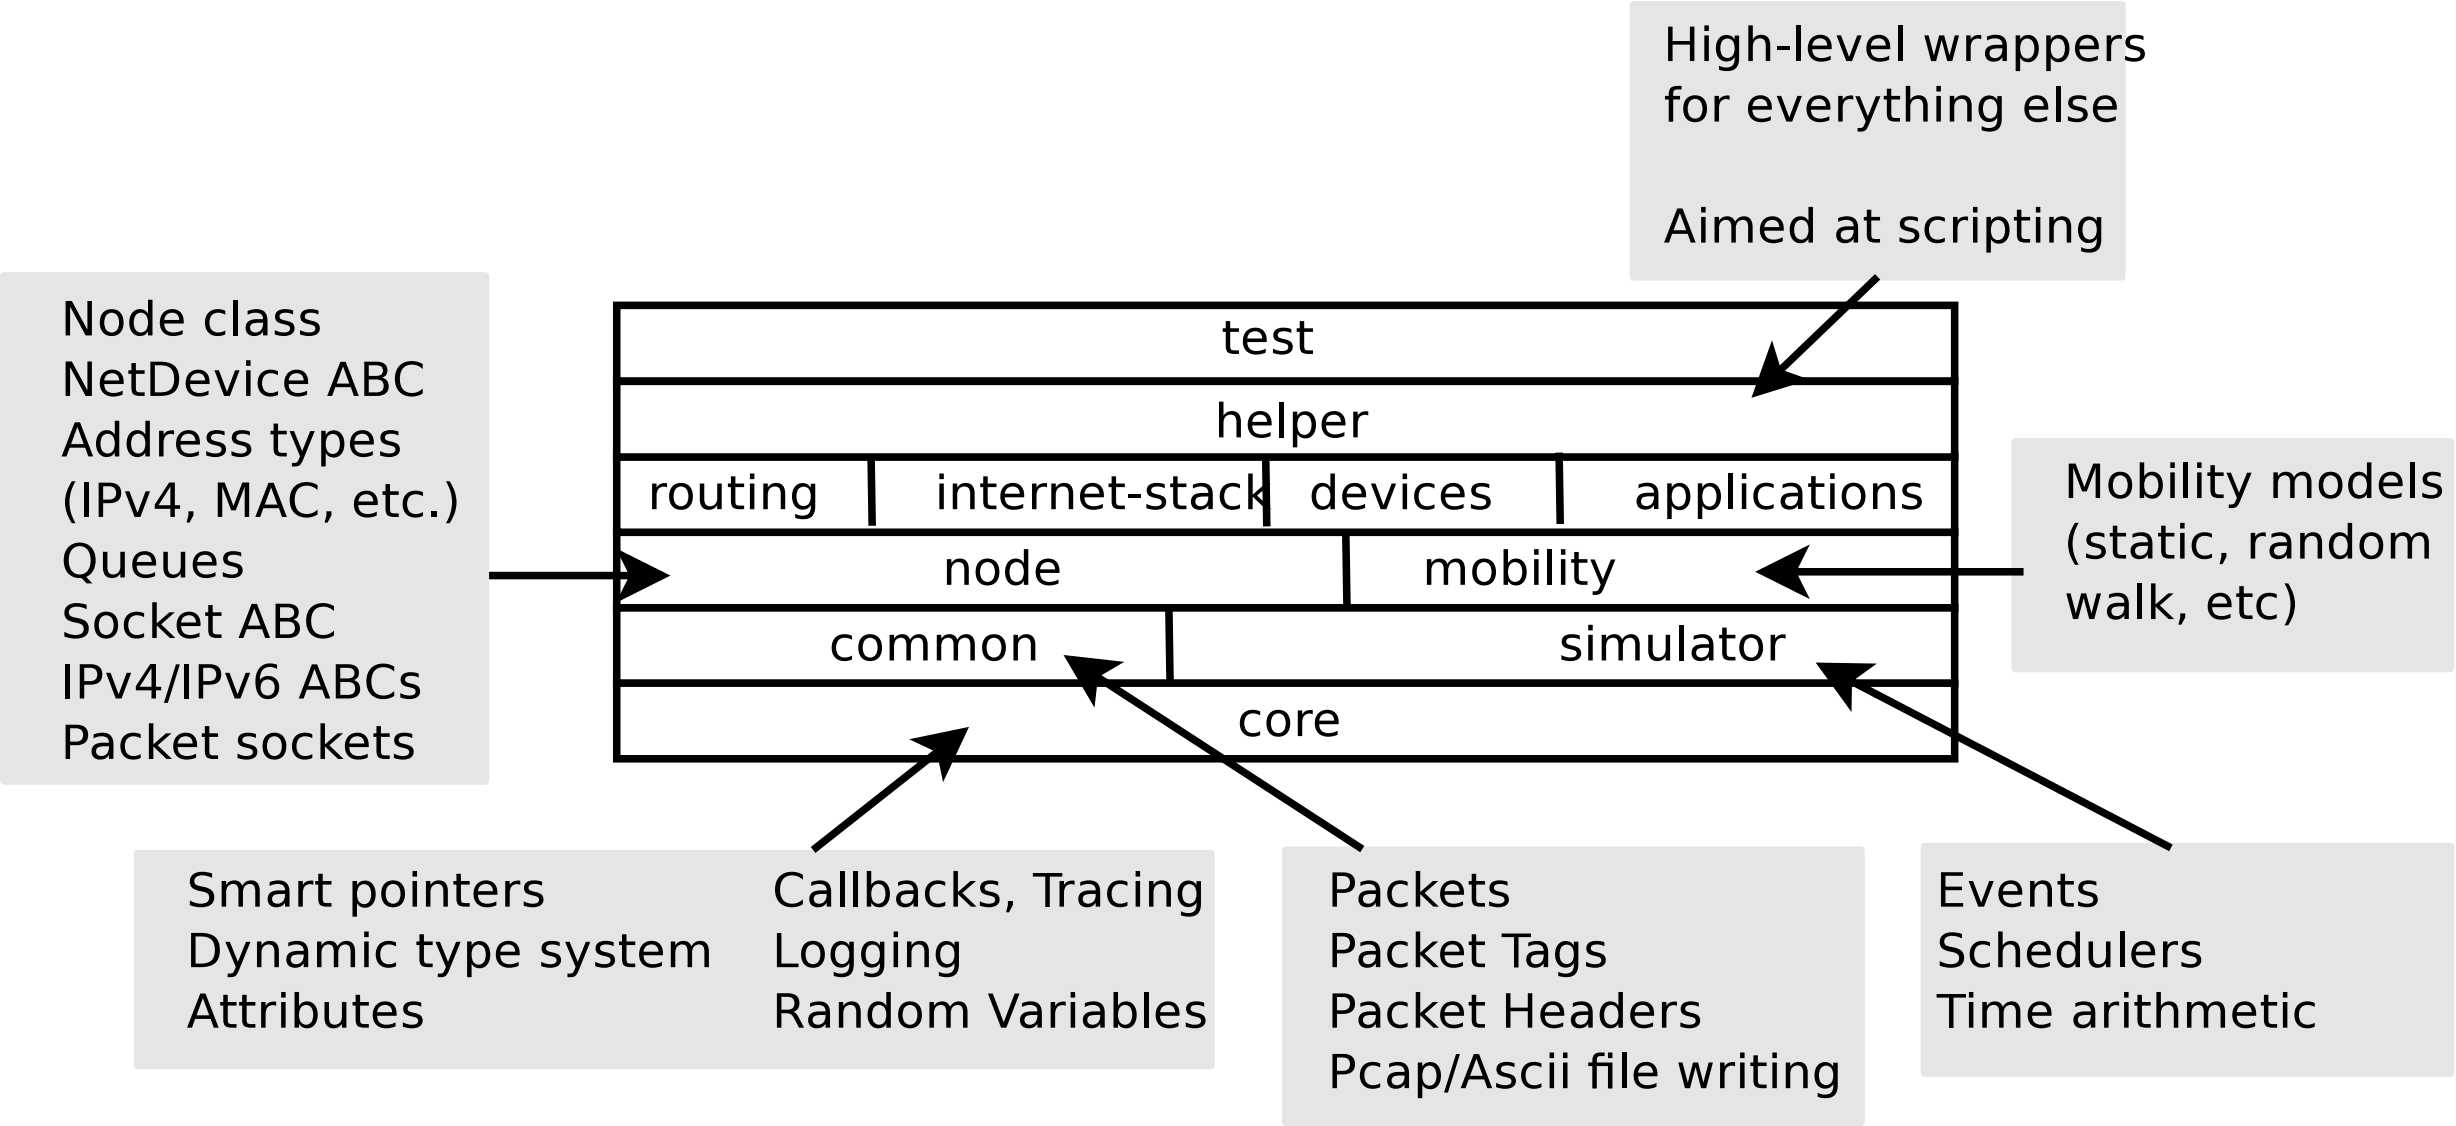 High-level wrappers
for everything else
Aimed at scripting
Node class
NetDevice ABC
Address types
(IPv4, MAC, etc.)
Queues
Socket ABC
IPv4/IPv6 ABCs
Packet sockets
test
helper
routing internet-stack devices applications
node mobility
common simulator
core
Mobility models
(static, random
walk, etc)
Smart pointers
Dynamic type system
Attributes
Callbacks, Tracing
Logging
Random Variables
Packets
Packet Tags
Packet Headers
Pcap/Ascii file writing
Events
Schedulers
Time arithmetic